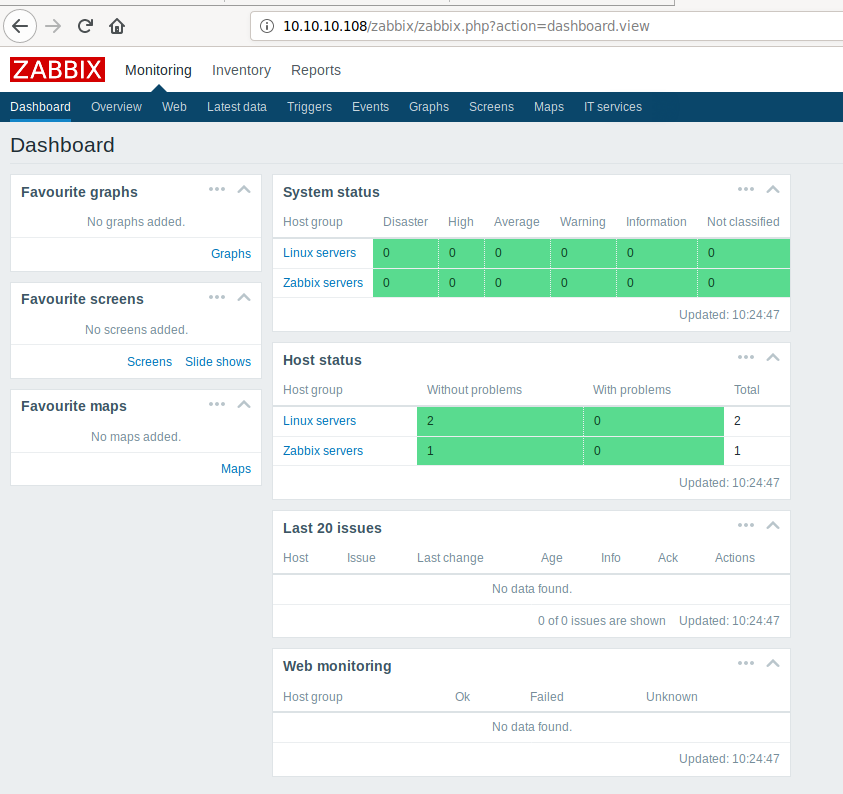 10.10.10.108/zabbix/zabbix.php?action=dashboard.view
ZABBIX Monitoring Inventory Reports
Dashboard Overview Web Latest data Triggers Events Graphs Screens Maps IT services
Dashboard
Favourite graphs
No graphs added.
Graphs
Favourite screens
No screens added.
Screens Slide shows
Favourite maps
No maps added.
Maps
System status
Host group Disaster High Average Warning Information Not classified
Linux servers 0 0 0 0 0 0
Zabbix servers 0 0 0 0 0 0
Updated: 10:24:47
Host status
Host group Without problems With problems Total
Linux servers 2 0 2
Zabbix servers 1 0 1
Updated: 10:24:47
Last 20 issues
Host Issue Last change Age Info Ack Actions
No data found.
0 of 0 issues are shown Updated: 10:24:47
Web monitoring
Host group Ok Failed Unknown
No data found.
Updated: 10:24:47